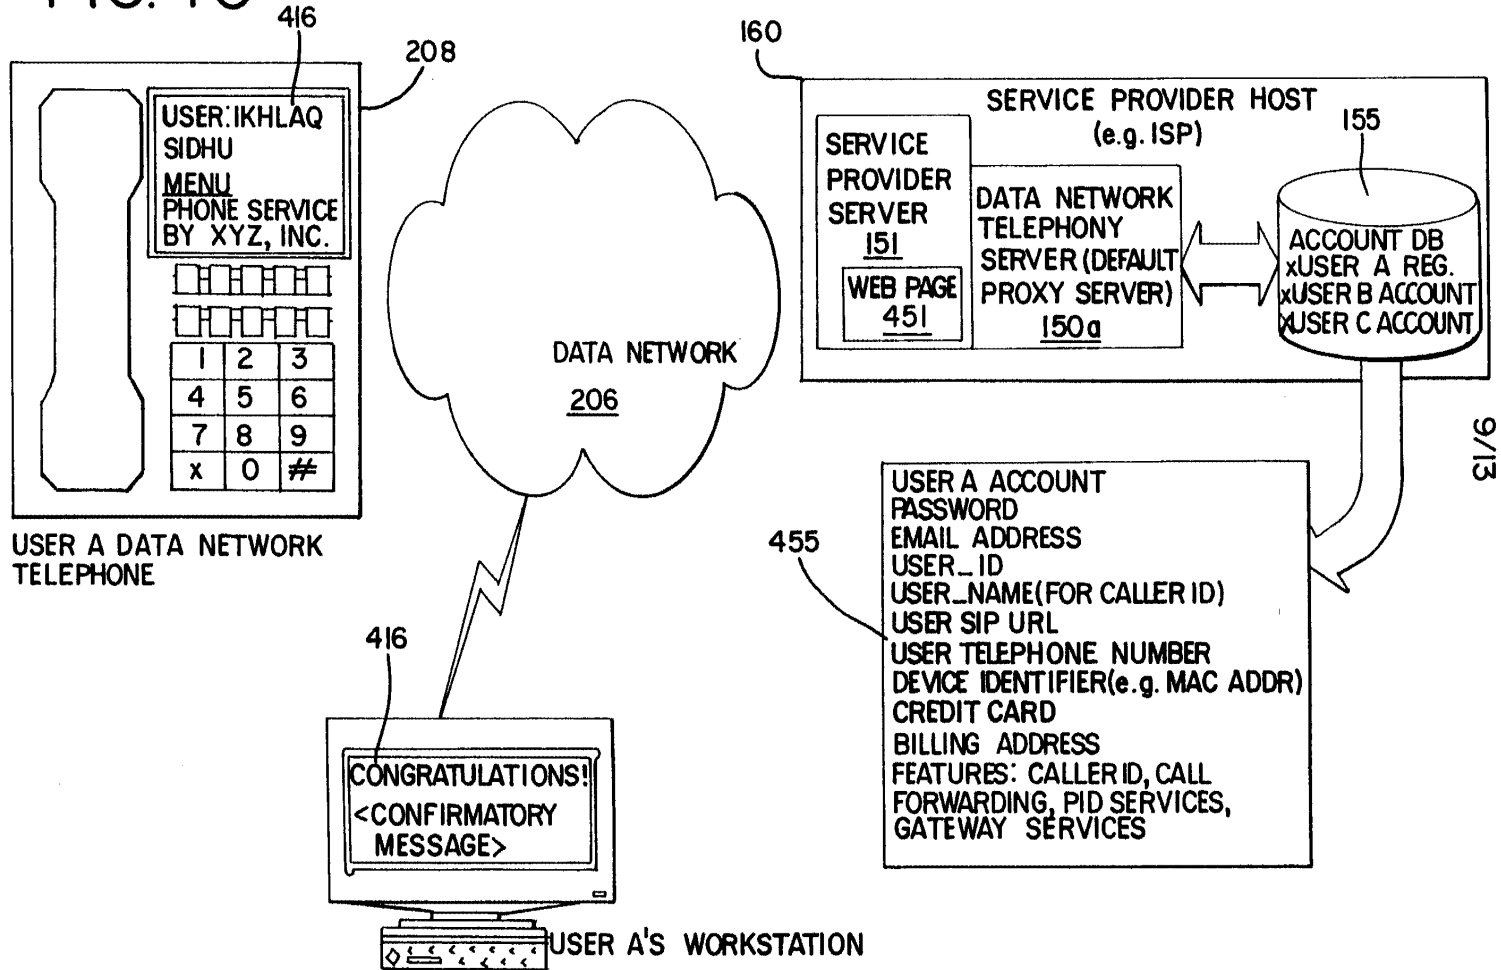 416
208
USER: IKHLAQ
SIDHU
MENU
PHONE SERVICE
BY XYZ, INC.
1 2 3
4 5 6
7 8 9
x 0 #
USER A DATA NETWORK
TELEPHONE
DATA NETWORK
206
160
SERVICE PROVIDER HOST
(e.g. ISP)
155
SERVICE
PROVIDER
SERVER
151
WEB PAGE
451
DATA NETWORK
TELEPHONY
SERVER (DEFAULT
PROXY SERVER)
150a
ACCOUNT DB
xUSER A REG.
xUSER B ACCOUNT
xUSER C ACCOUNT
9/13
455
USER A ACCOUNT
PASSWORD
EMAIL ADDRESS
USER_ID
USER_NAME(FOR CALLER ID)
USER SIP URL
USER TELEPHONE NUMBER
DEVICE IDENTIFIER(e.g. MAC ADDR)
CREDIT CARD
BILLING ADDRESS
FEATURES: CALLER ID, CALL
FORWARDING, PID SERVICES,
GATEWAY SERVICES
416
CONGRATULATIONS!
<CONFIRMATORY
MESSAGE>
USER A'S WORKSTATION